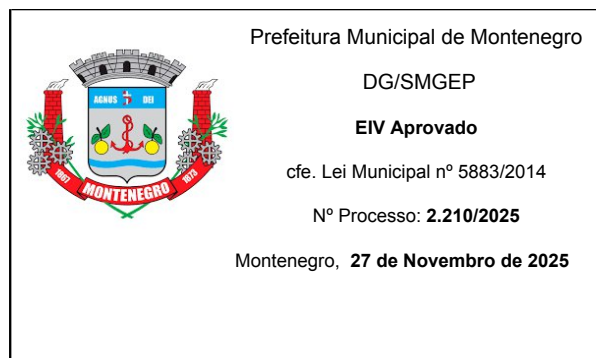 Prefeitura Municipal de Montenegro
DG/SMGEP
EIV Aprovado
cfe. Lei Municipal nº 5883/2014
Nº Processo: 2.210/2025
Montenegro, 27 de Novembro de 2025
AGNUS DEI
1867 MONTENEGRO 1873